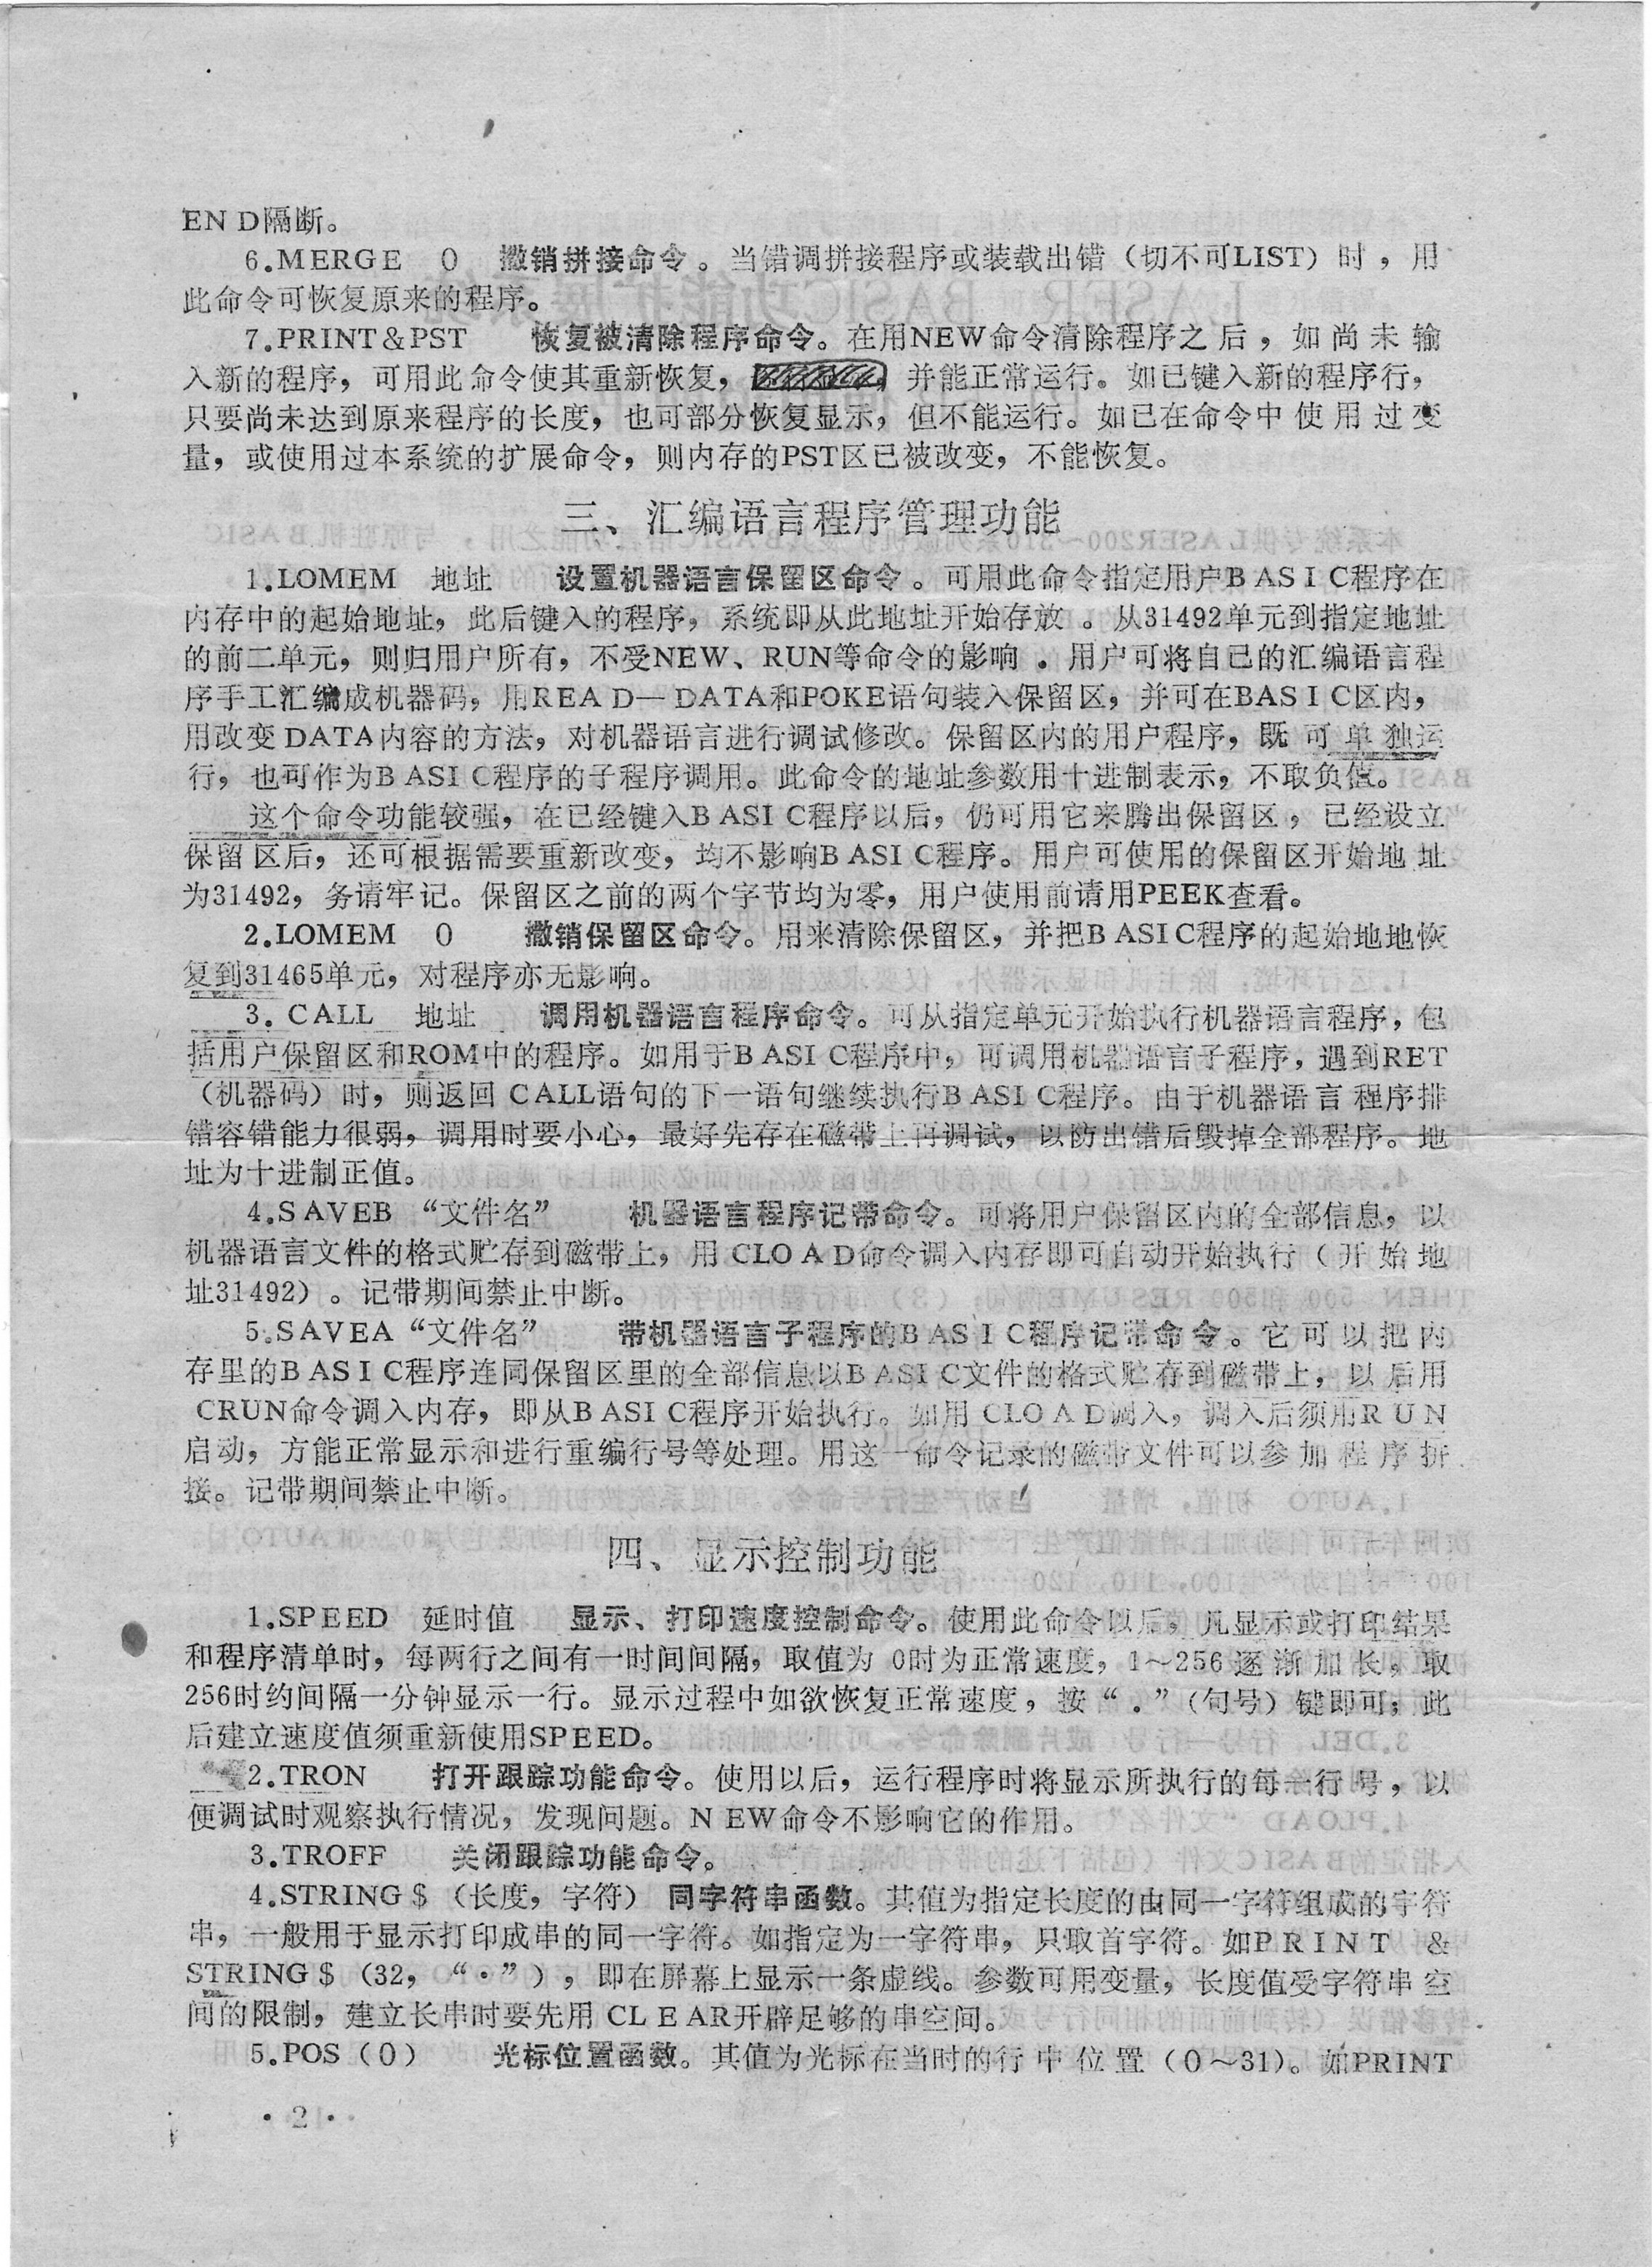 END隔断。
6.MERGE 0 撤销拼接命令。当错调拼接程序或装载出错（切不可LIST）时，用
此命令可恢复原来的程序。
7.PRINT&PST 恢复被清除程序命令。在用NEW命令清除程序之后，如尚未输
入新的程序，可用此命令使其重新恢复，并能正常运行。如已键入新的程序行，
只要尚未达到原来程序的长度，也可部分恢复显示，但不能运行。如已在命令中使用过变
量，或使用过本系统的扩展命令，则内存的PST区已被改变，不能恢复。
三、汇编语言程序管理功能
1.LOMEM 地址 设置机器语言保留区命令。可用此命令指定用户BASIC程序在
内存中的起始地址，此后键入的程序，系统即从此地址开始存放。从31492单元到指定地址
的前二单元，则归用户所有，不受NEW、RUN等命令的影响．用户可将自己的汇编语言程
序手工汇编成机器码，用READ—DATA和POKE语句装入保留区，并可在BASIC区内，
用改变DATA内容的方法，对机器语言进行调试修改。保留区内的用户程序，既可单独运
行，也可作为BASIC程序的子程序调用。此命令的地址参数用十进制表示，不取负值。
这个命令功能较强，在已经键入BASIC程序以后，仍可用它来腾出保留区，已经设立
保留区后，还可根据需要重新改变，均不影响BASIC程序。用户可使用的保留区开始地址
为31492，务请牢记。保留区之前的两个字节均为零，用户使用前请用PEEK查看。
2.LOMEM 0 撤销保留区命令。用来清除保留区，并把BASIC程序的起始地地恢
复到31465单元，对程序亦无影响。
3.CALL 地址 调用机器语言程序命令。可从指定单元开始执行机器语言程序，包
括用户保留区和ROM中的程序。如用于BASIC程序中，可调用机器语言子程序，遇到RET
（机器码）时，则返回CALL语句的下一语句继续执行BASIC程序。由于机器语言程序排
错容错能力很弱，调用时要小心，最好先存在磁带上再调试，以防出错后毁掉全部程序。地
址为十进制正值。
4.SAVEB “文件名” 机器语言程序记带命令。可将用户保留区内的全部信息，以
机器语言文件的格式贮存到磁带上，用CLOAD命令调入内存即可自动开始执行（开始地
址31492）。记带期间禁止中断。
5.SAVEA “文件名” 带机器语言子程序的BASIC程序记带命令。它可以把内
存里的BASIC程序连同保留区里的全部信息以BASIC文件的格式贮存到磁带上，以后用
CRUN命令调入内存，即从BASIC程序开始执行。如用CLOAD调入，调入后须用RUN
启动，方能正常显示和进行重编行号等处理。用这一命令记录的磁带文件可以参加程序拼
接。记带期间禁止中断。
四、显示控制功能
1.SPEED 延时值 显示、打印速度控制命令。使用此命令以后，凡显示或打印结果
和程序清单时，每两行之间有一时间间隔，取值为0时为正常速度，1～256逐渐加长，取
256时约间隔一分钟显示一行。显示过程中如欲恢复正常速度，按“．”（句号）键即可；此
后建立速度值须重新使用SPEED。
2.TRON 打开跟踪功能命令。使用以后，运行程序时将显示所执行的每一行号，以
便调试时观察执行情况，发现问题。NEW命令不影响它的作用。
3.TROFF 关闭跟踪功能命令。
4.STRING$（长度，字符）同字符串函数。其值为指定长度的由同一字符组成的字符
串，一般用于显示打印成串的同一字符。如指定为一字符串，只取首字符。如PRINT &
STRING$（32，“·”），即在屏幕上显示一条虚线。参数可用变量，长度值受字符串空
间的限制，建立长串时要先用CLEAR开辟足够的串空间。
5.POS（0） 光标位置函数。其值为光标在当时的行中位置（0～31）。如PRINT
·2·